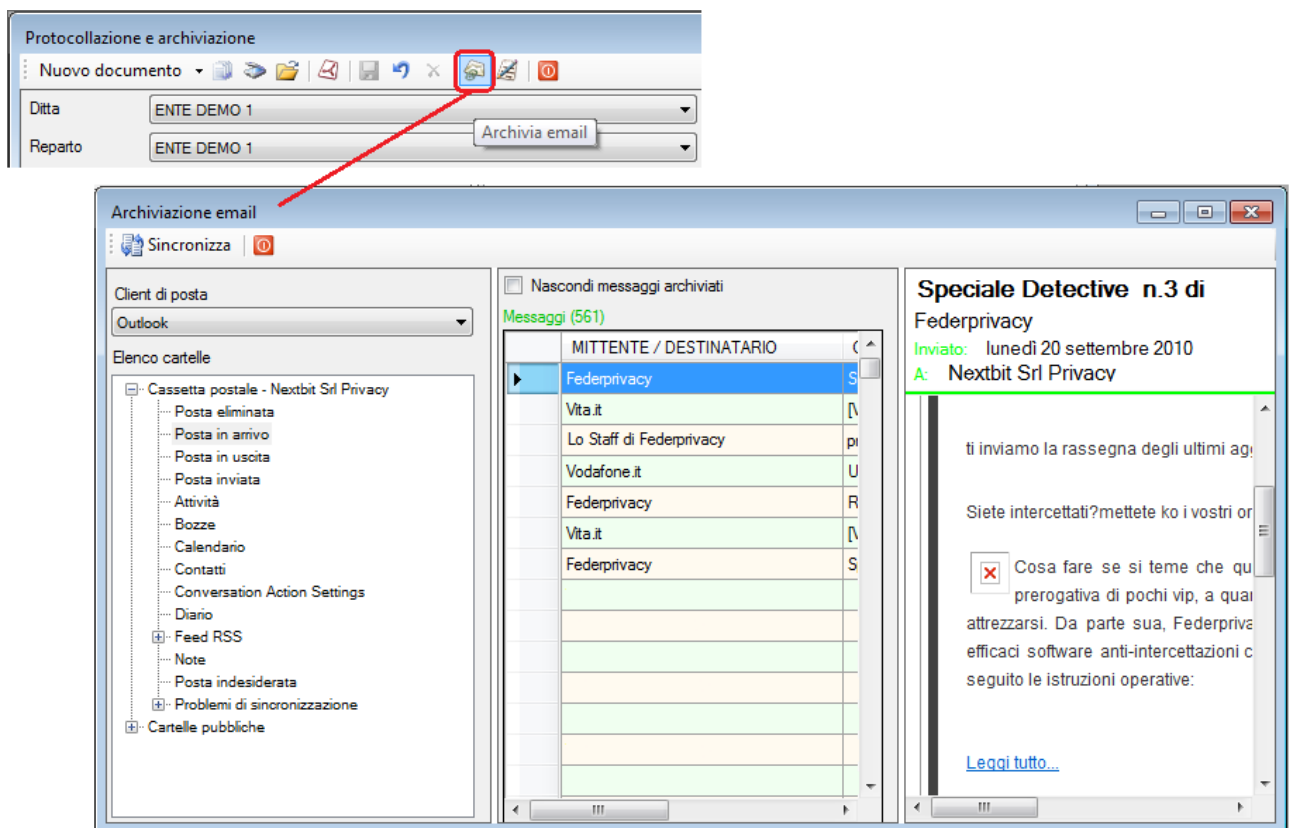 Protocollazione e archiviazione
Nuovo documento
Ditta
ENTE DEMO 1
Reparto
ENTE DEMO 1
Archivia email
Archiviazione email
Sincronizza
Client di posta
Outlook
Elenco cartelle
Cassetta postale - Nextbit Srl Privacy
Posta eliminata
Posta in arrivo
Posta in uscita
Posta inviata
Attività
Bozze
Calendario
Contatti
Conversation Action Settings
Diario
Feed RSS
Note
Posta indesiderata
Problemi di sincronizzazione
Cartelle pubbliche
Nascondi messaggi archiviati
Messaggi (561)
MITTENTE / DESTINATARIO
Federprivacy S
Vita.it
Lo Staff di Federprivacy
Vodafone.it U
Federprivacy R
Vita.it
Federprivacy S
Speciale Detective n.3 di
Federprivacy
Inviato: lunedì 20 settembre 2010
A: Nextbit Srl Privacy
ti inviamo la rassegna degli ultimi
Siete intercettati?mettete ko i vostri
Cosa fare se si teme che
prerogativa di pochi vip, a
attrezzarsi. Da parte sua,
efficaci software anti-intercettazioni
seguito le istruzioni operative:
Leggi tutto...